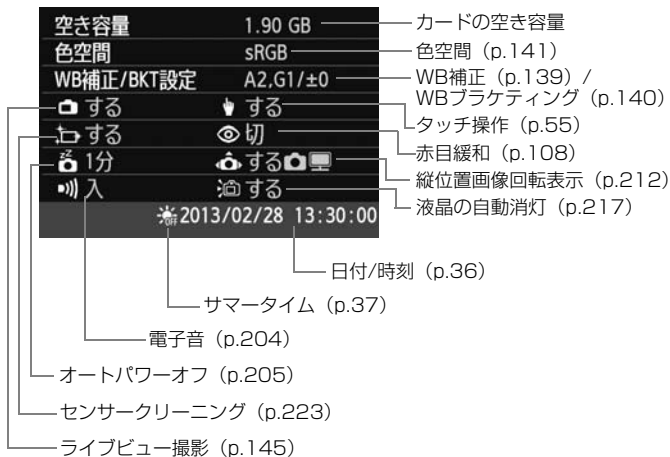 空き容量 1.90 GB カードの空き容量
色空間 sRGB 色空間（p.141）
WB補正/BKT設定 A2,G1/±0 WB補正（p.139）/
WBブラケティング（p.140）
する する タッチ操作（p.55）
する 切 赤目緩和（p.108）
1分 する 縦位置画像回転表示（p.212）
入 する 液晶の自動消灯（p.217）
OFF 2013/02/28 13:30:00
日付/時刻（p.36）
サマータイム（p.37）
電子音（p.204）
オートパワーオフ（p.205）
センサークリーニング（p.223）
ライブビュー撮影（p.145）